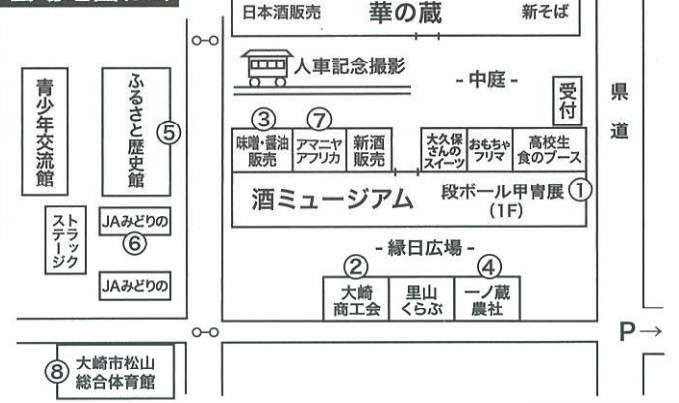 日本酒販売
華の蔵
新そば
人車記念撮影
- 中庭 -
受付
県道
青少年交流館
ふるさと歴史館
⑤
③
味噌・醤油
販売
⑦
アマニヤ
アフリカ
新酒
販売
大久保
さんの
スイーツ
おもちゃ
フリマ
高校生
食のブース
酒ミュージアム
段ボール甲冑展
(1F)
①
トラック
ステージ
JAみどりの
⑥
JAみどりの
- 縁日広場 -
②
大崎
商工会
里山
くらぶ
④
一ノ蔵
農社
P→
⑧
大崎市松山
総合体育館